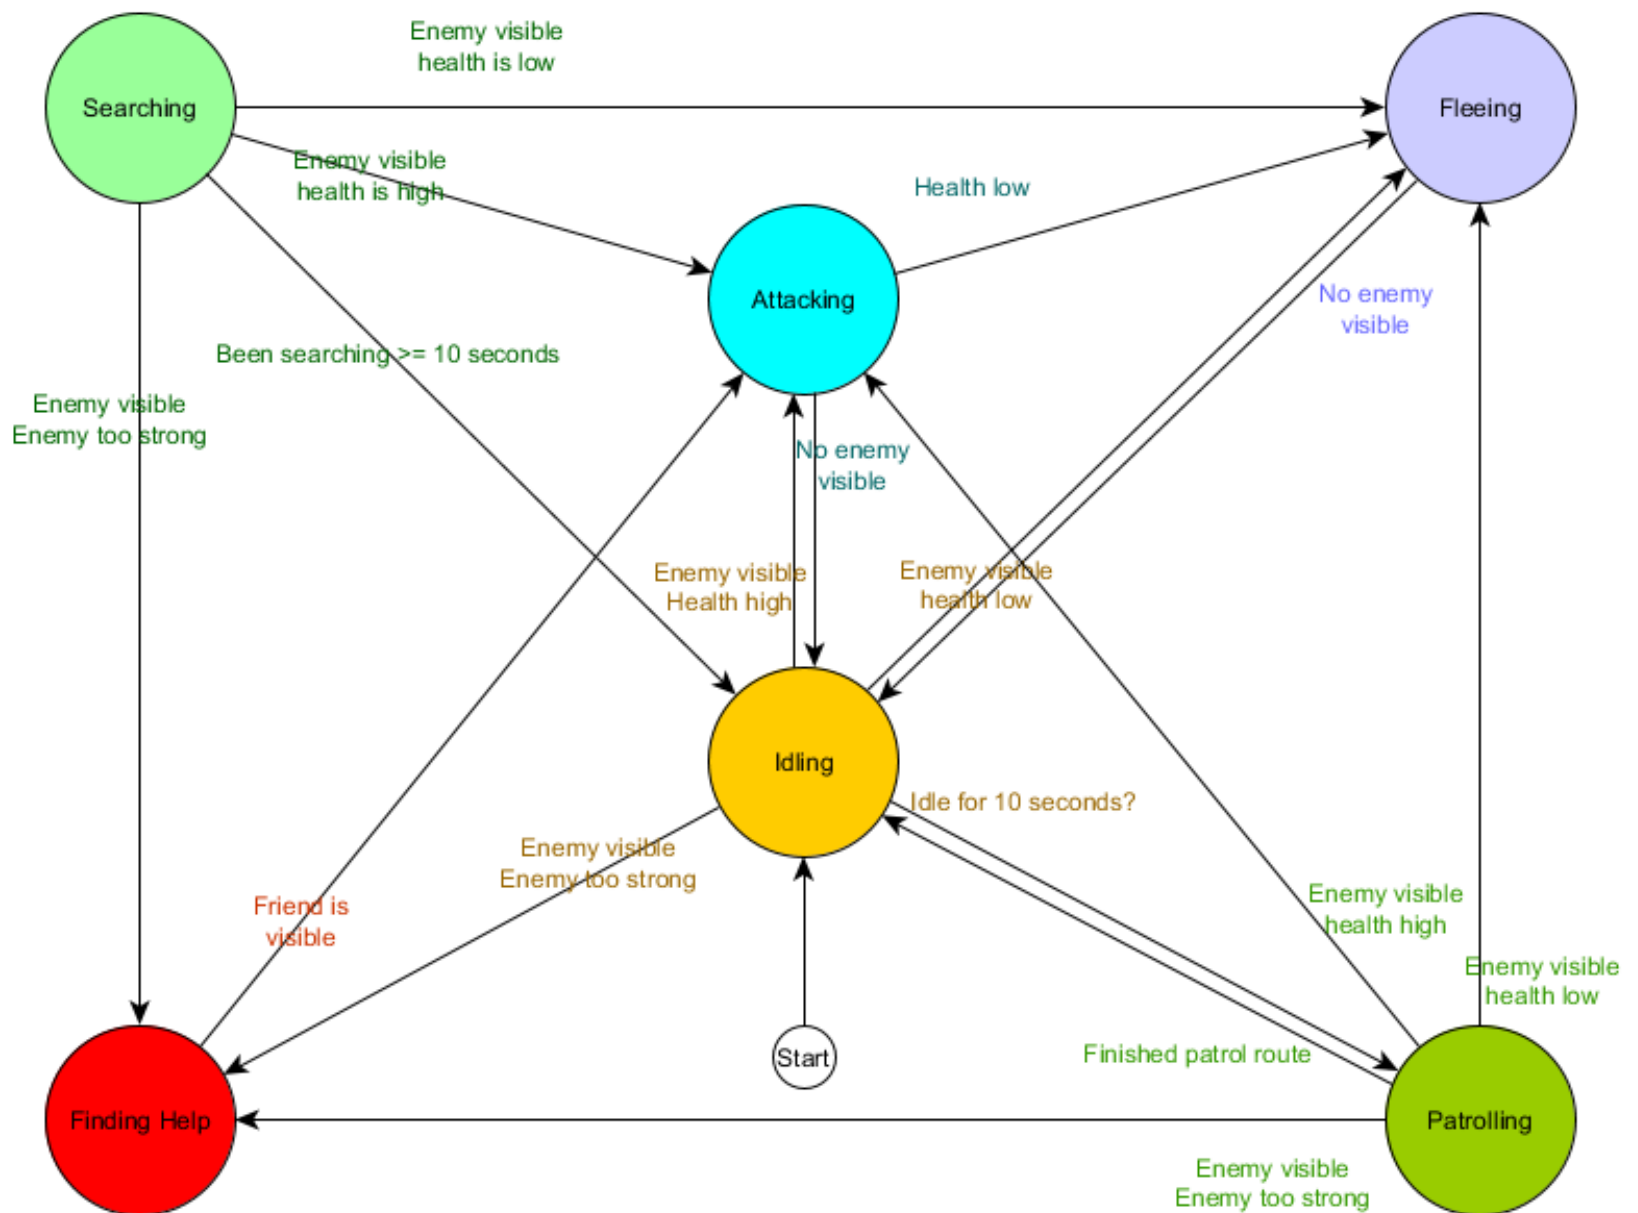 Enemy visible
health is low
Searching
Fleeing
Enemy visible
health is high
Health low
Attacking
No enemy
visible
Been searching >= 10 seconds
Enemy visible
Enemy too strong
No enemy
visible
Enemy visible
Health high
Enemy visible
health low
Idling
Idle for 10 seconds?
Enemy visible
Enemy too strong
Friend is
visible
Enemy visible
health high
Enemy visible
health low
Start
Finished patrol route
Finding Help
Patrolling
Enemy visible
Enemy too strong